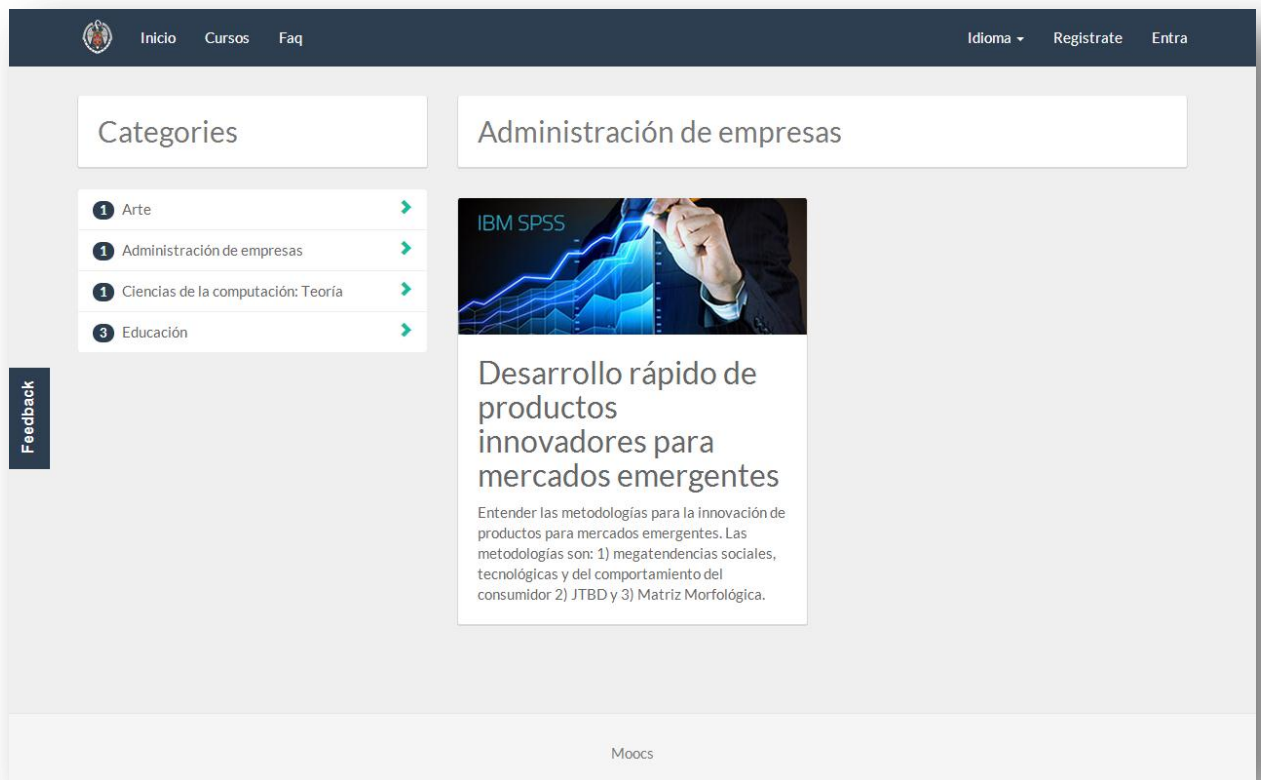 Inicio Cursos Faq Idioma Registrate Entra
Categories
1 Arte
1 Administración de empresas
1 Ciencias de la computación: Teoría
3 Educación
Feedback
Administración de empresas
IBM SPSS
Desarrollo rápido de
productos
innovadores para
mercados emergentes
Entender las metodologías para la innovación de
productos para mercados emergentes. Las
metodologías son: 1) megatendencias sociales,
tecnológicas y del comportamiento del
consumidor 2) JTBD y 3) Matriz Morfológica.
Moocs